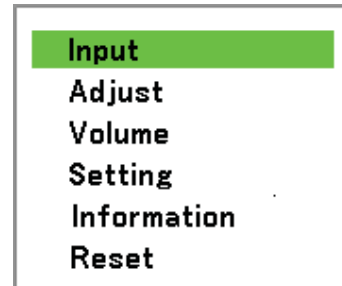 Input
Adjust
Volume
Setting
Information
Reset